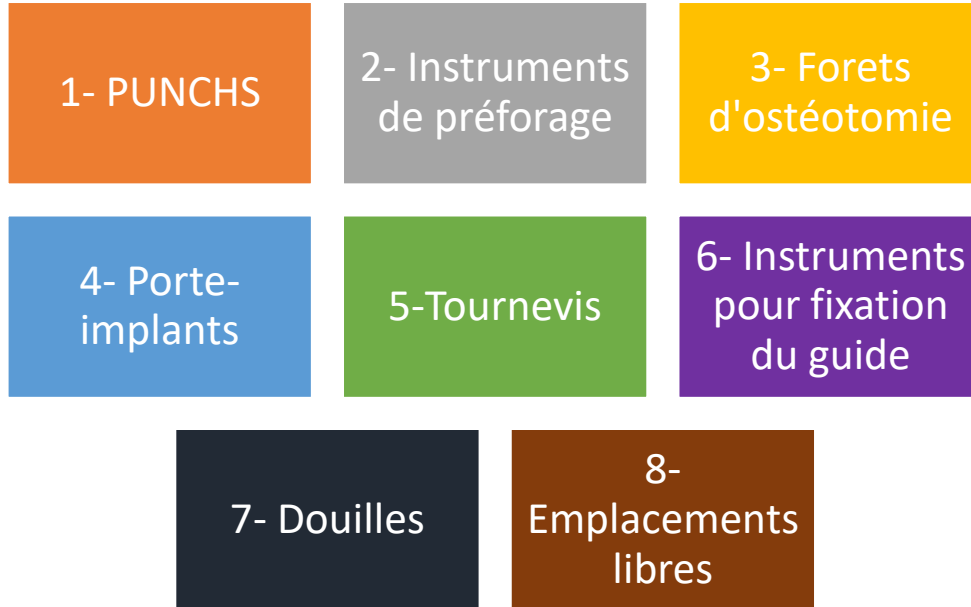 1- PUNCHS
2- Instruments
de préforage
3- Forets
d'ostéotomie
4- Porte-
implants
5-Tournevis
6- Instruments
pour fixation
du guide
7- Douilles
8-
Emplacements
libres